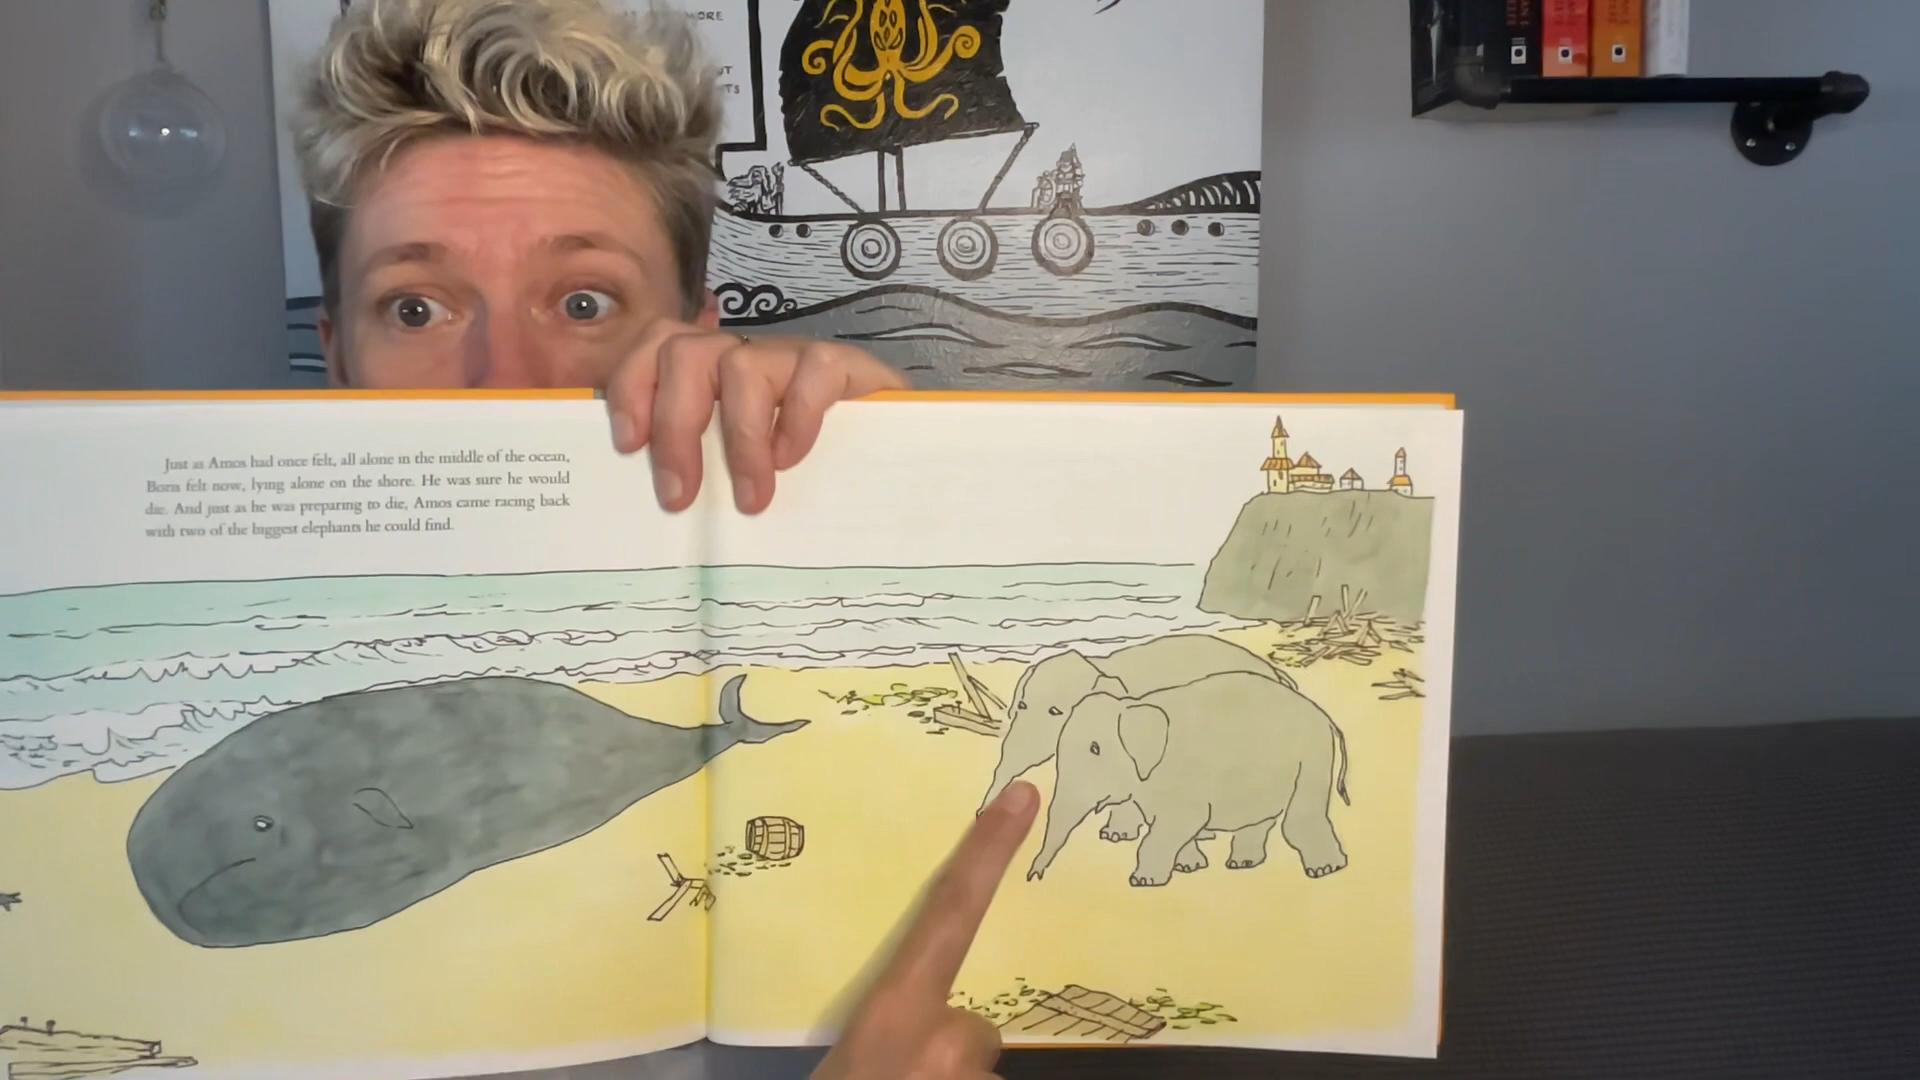 MORE
Just as Amos had once felt, all alone in the middle of the ocean,
Boris felt now, lying alone on the shore. He was sure he would
die. And just as he was preparing to die, Amos came racing back
with two of the biggest elephants he could find.